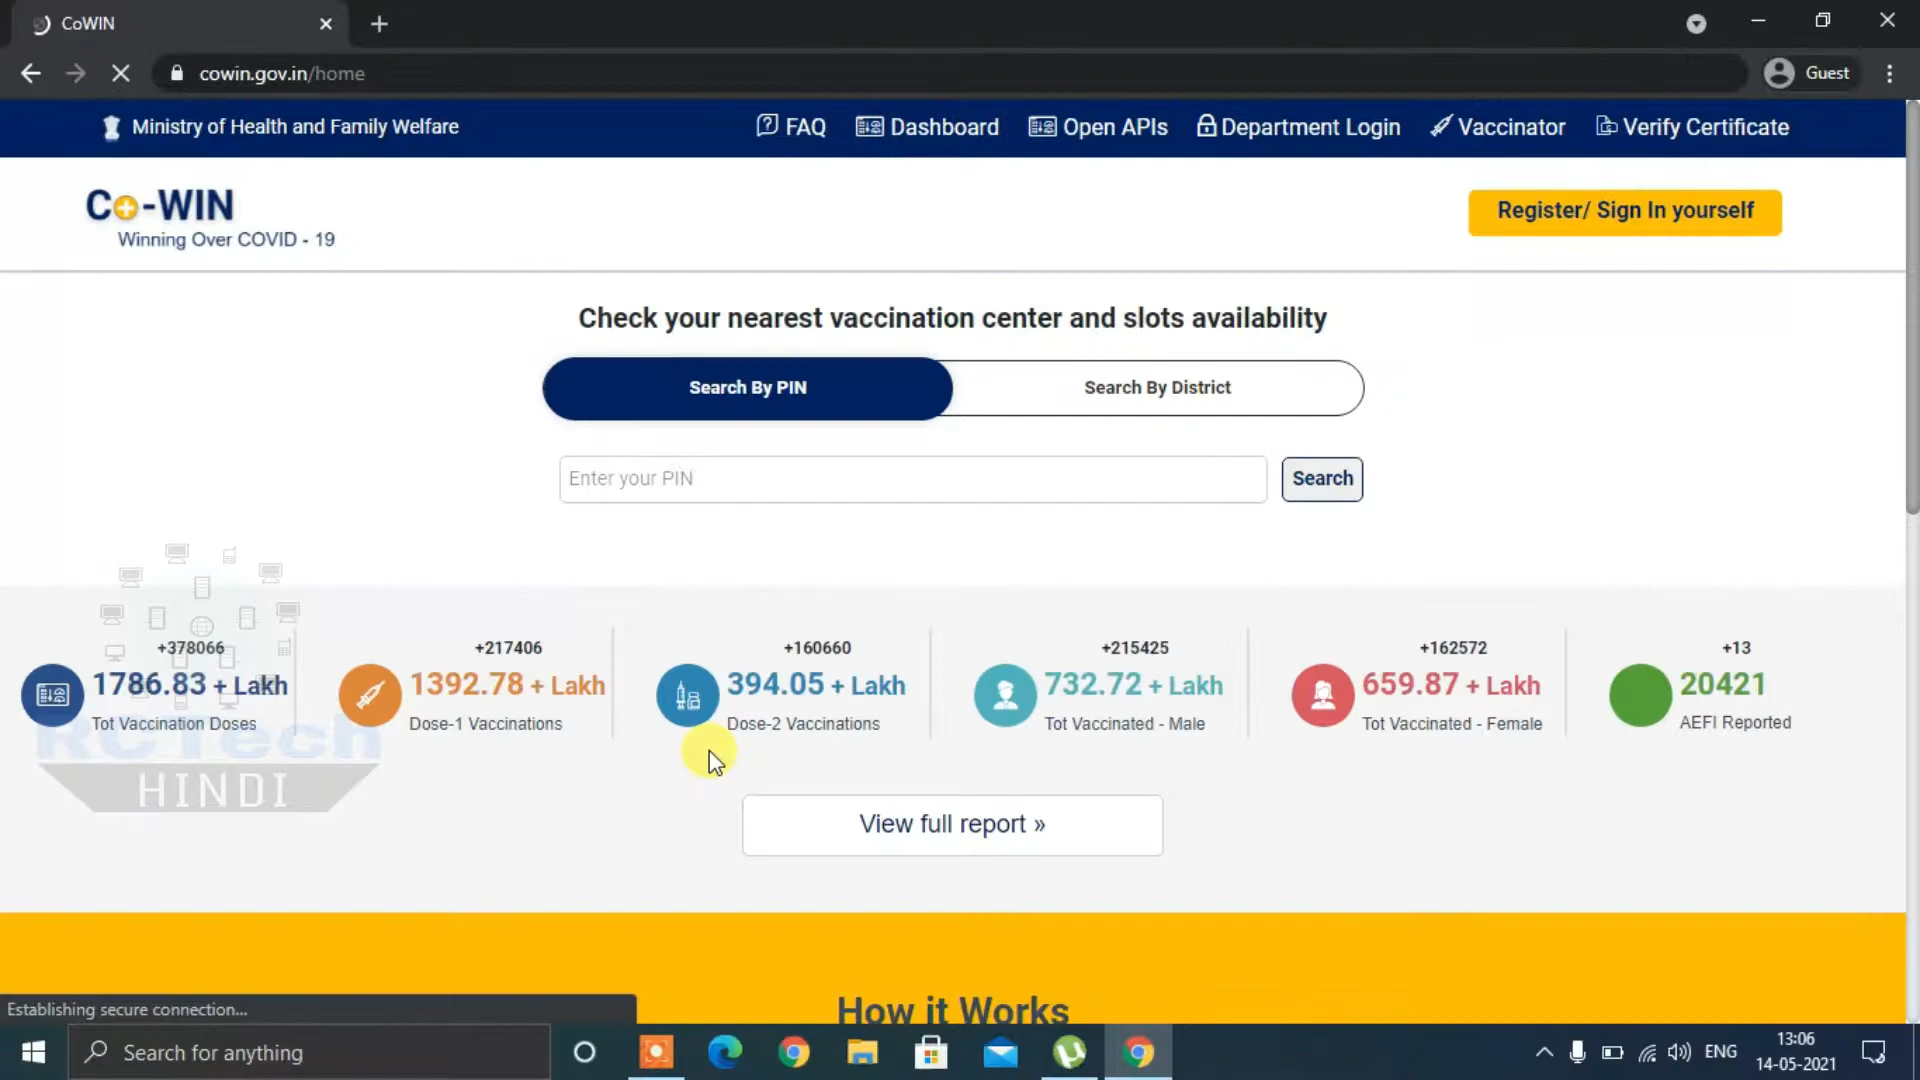 CoWIN
cowin.gov.in/home
Guest
Ministry of Health and Family Welfare
FAQ
Dashboard
Open APIs
Department Login
Vaccinator
Verify Certificate
Co-WIN
Winning Over COVID - 19
Register/ Sign In yourself
Check your nearest vaccination center and slots availability
Search By PIN
Search By District
Enter your PIN
Search
+378066
1786.83 + Lakh
Tot Vaccination Doses
+217406
1392.78 + Lakh
Dose-1 Vaccinations
+160660
394.05 + Lakh
Dose-2 Vaccinations
+215425
732.72 + Lakh
Tot Vaccinated - Male
+162572
659.87 + Lakh
Tot Vaccinated - Female
+13
20421
AEFI Reported
RCTech
HINDI
View full report »
How it Works
Establishing secure connection...
Search for anything
ENG
13:06
14-05-2021